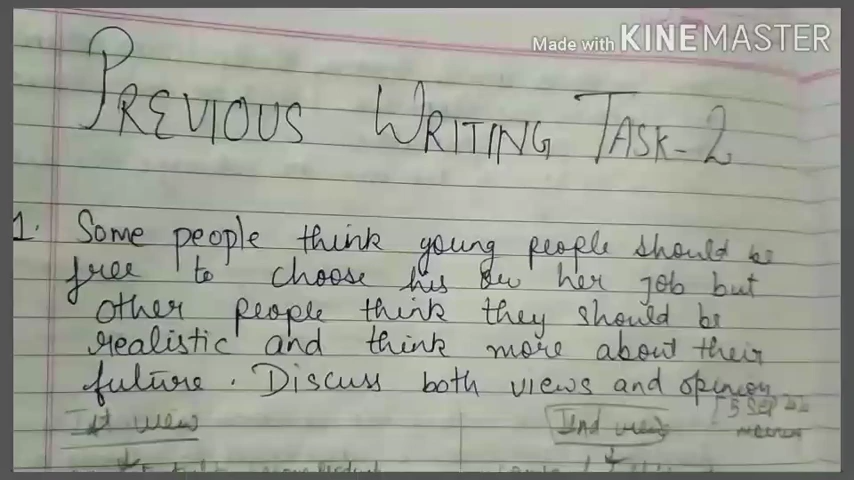 Made with KINEMASTER
PREVIOUS WRITING TASK-2
1. Some people think young people should be
free to choose his or her job but
other people think they should be
realistic and think more about their
future. Discuss both views and opinion
Ist view IInd view